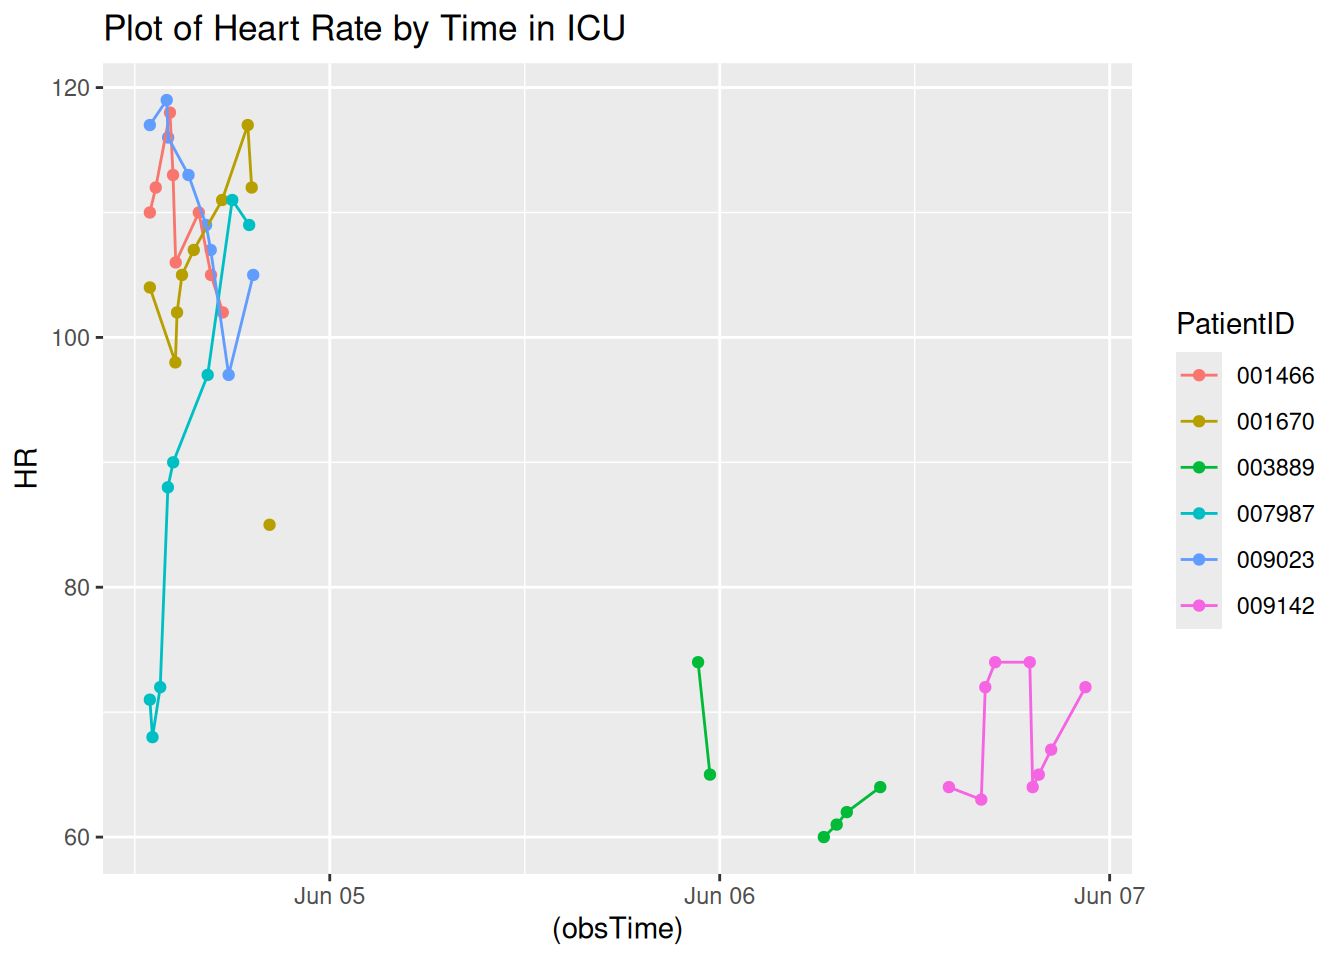 Plot of Heart Rate by Time in ICU
120
100
80
60
HR
Jun 05
Jun 06
Jun 07
(obsTime)
PatientID
001466
001670
003889
007987
009023
009142